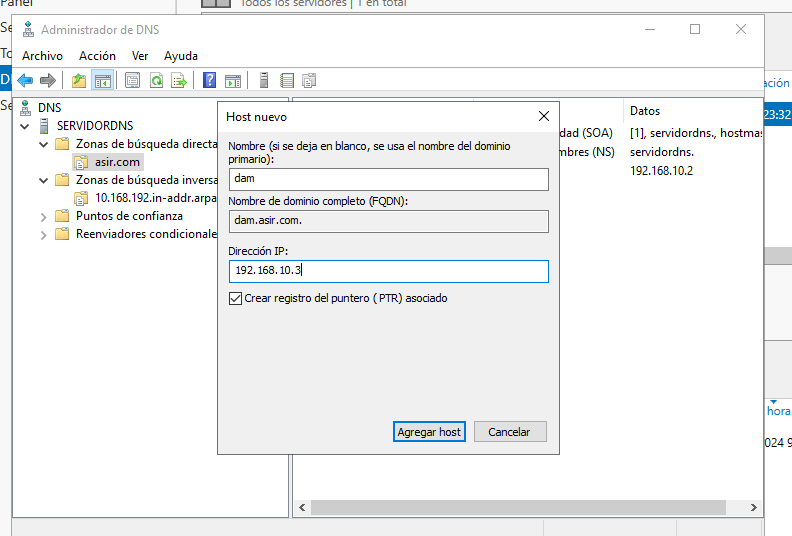 Panel
Todos los servidores | 1 en total
Administrador de DNS
Archivo Acción Ver Ayuda
DNS
SERVIDORDNS
Zonas de búsqueda directa
asir.com
Zonas de búsqueda inversa
10.168.192.in-addr.arpa
Puntos de confianza
Reenviadores condicionale
Host nuevo
Nombre (si se deja en blanco, se usa el nombre del dominio
primario):
dam
Nombre de dominio completo (FQDN):
dam.asir.com.
Dirección IP:
192.168.10.3
Crear registro del puntero (PTR) asociado
Agregar host Cancelar
Datos
dad (SOA) [1], servidordns., hostmas
mbres (NS) servidordns.
192.168.10.2
ación
23:32
hora
024 9